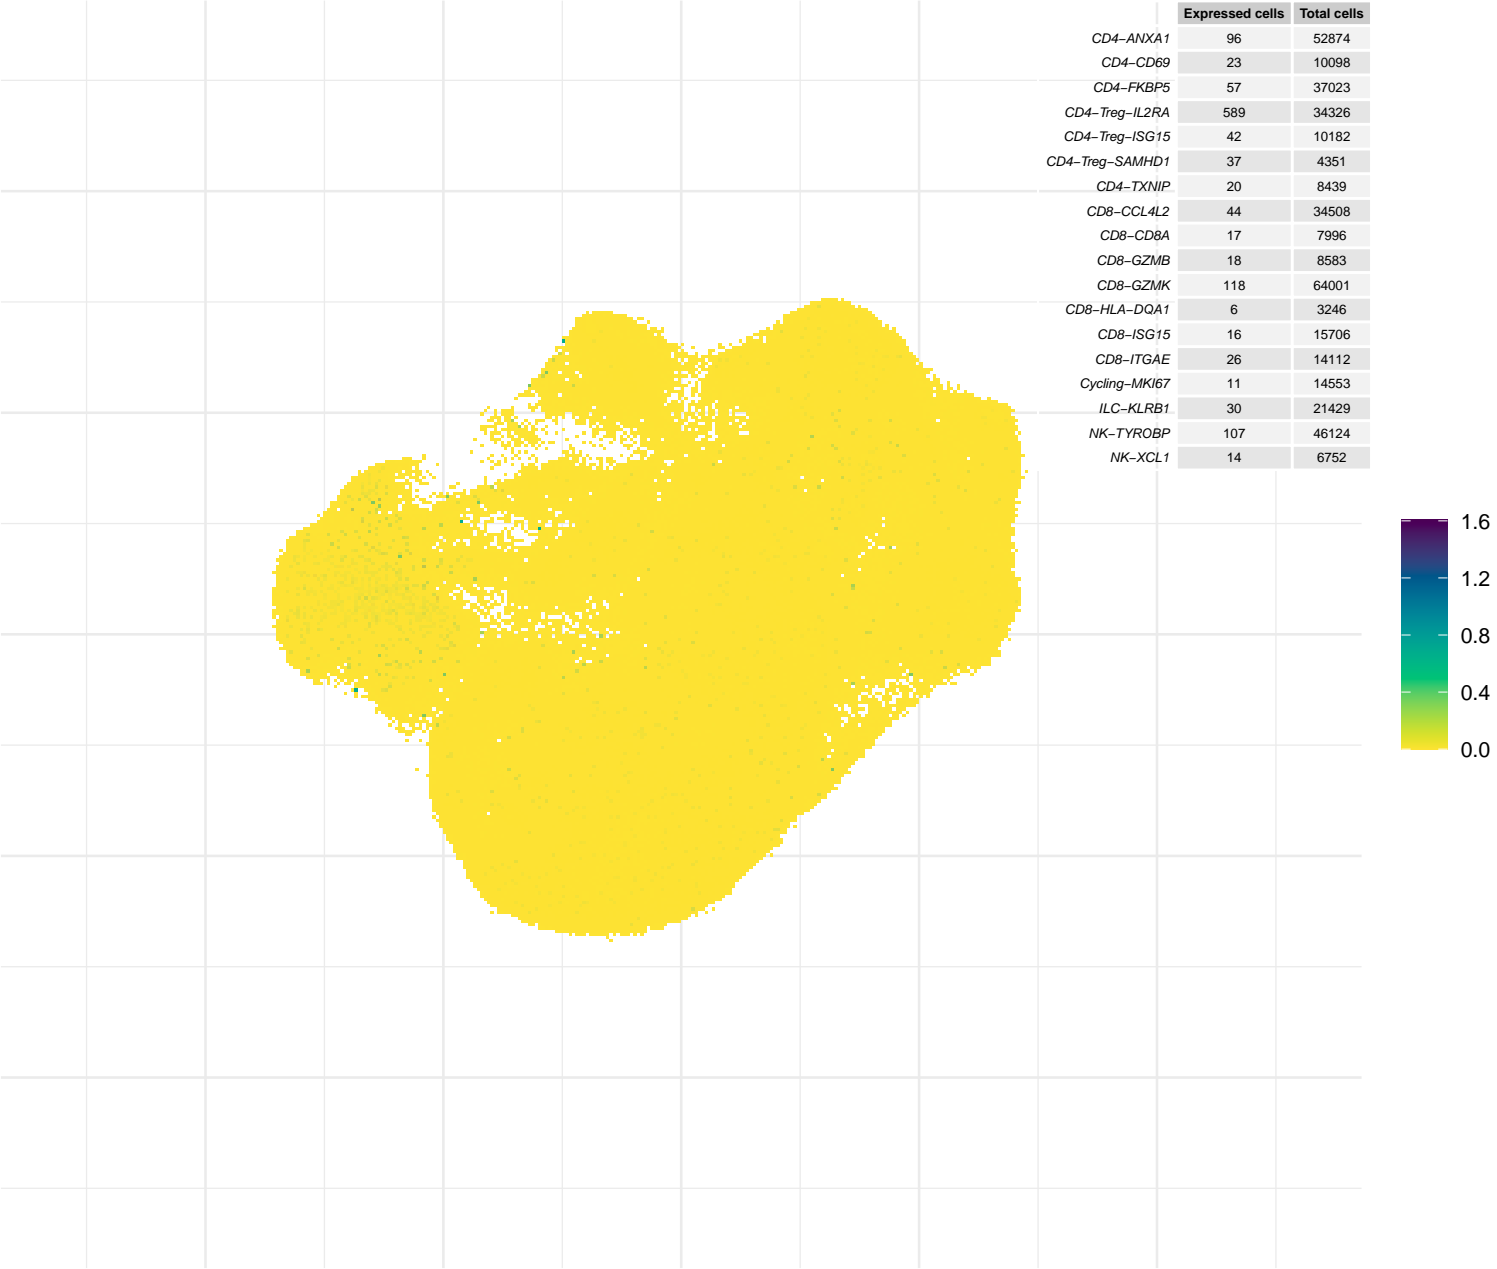 Expressed cells Total cells
CD4−ANXA1 96 52874
CD4−CD69 23 10098
CD4−FKBP5 57 37023
CD4−Treg−IL2RA 589 34326
CD4−Treg−ISG15 42 10182
CD4−Treg−SAMHD1 37 4351
CD4−TXNIP 20 8439
CD8−CCL4L2 44 34508
CD8−CD8A 17 7996
CD8−GZMB 18 8583
CD8−GZMK 118 64001
CD8−HLA−DQA1 6 3246
CD8−ISG15 16 15706
CD8−ITGAE 26 14112
Cycling−MKI67 11 14553
ILC−KLRB1 30 21429
NK−TYROBP 107 46124
NK−XCL1 14 6752
1.6
1.2
0.8
0.4
0.0